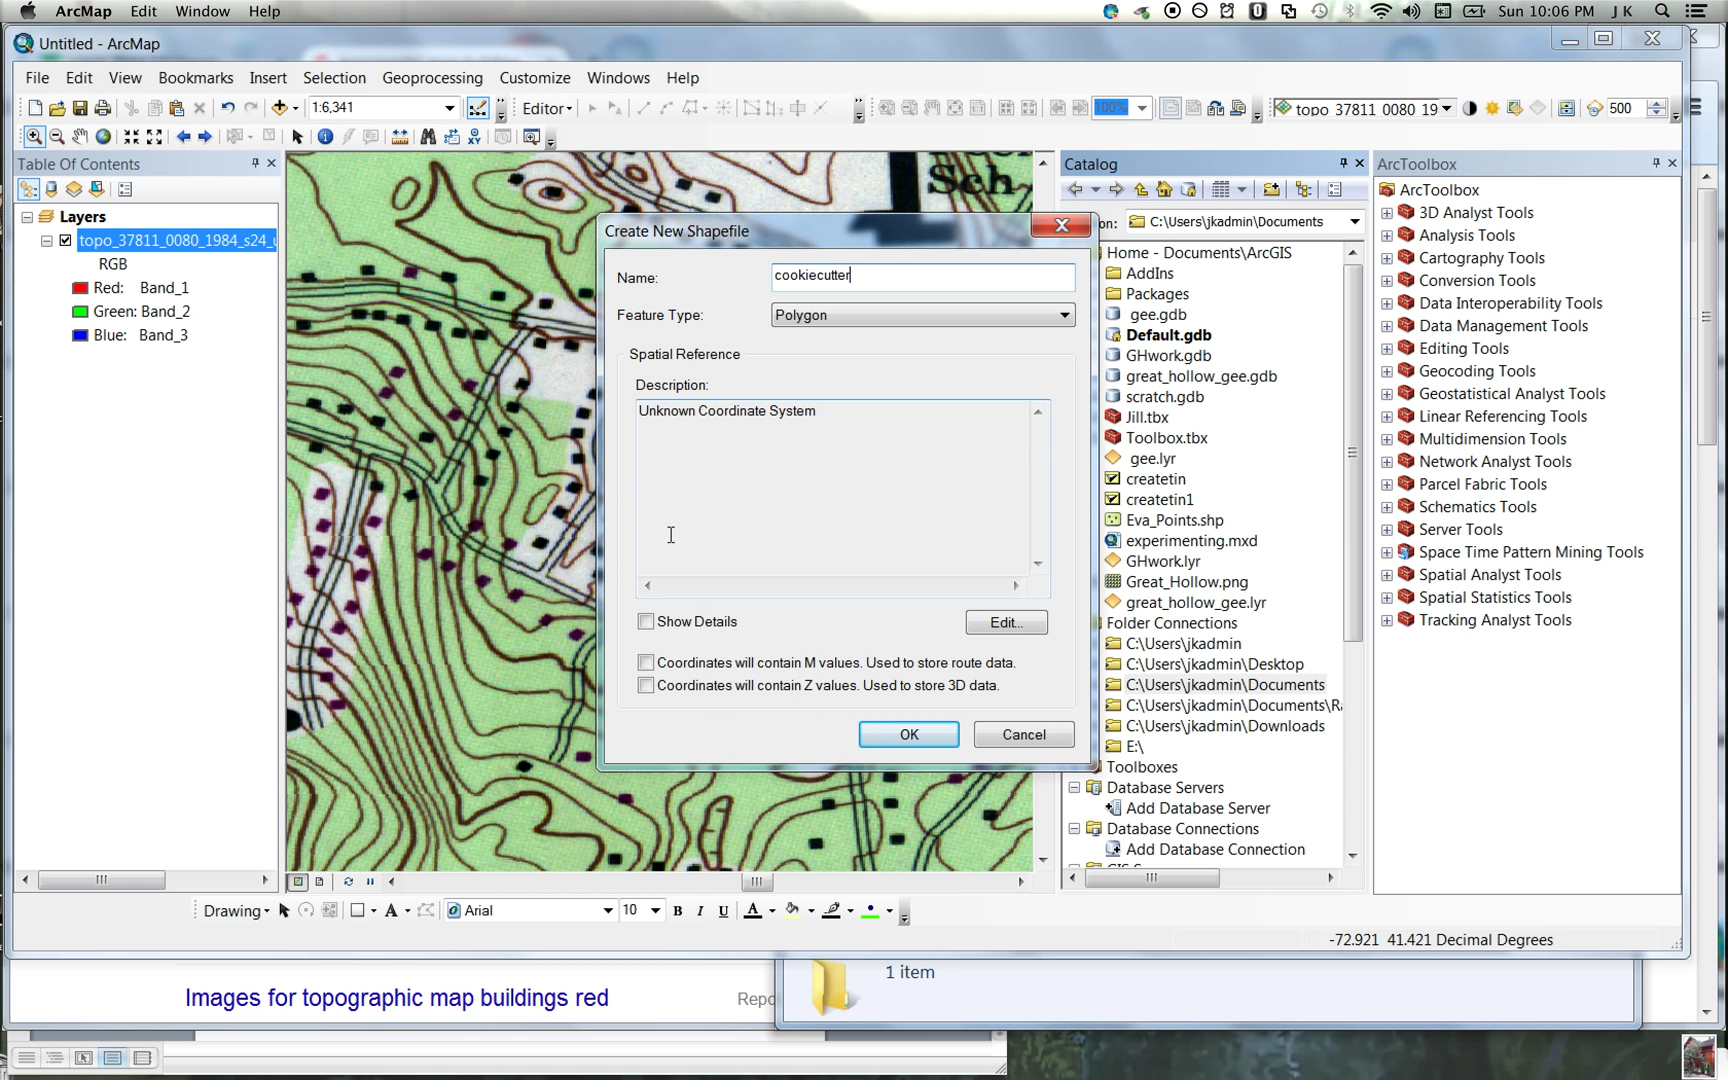 ArcMap Edit Window Help Sun 10:06 PM J K
Untitled - ArcMap
File Edit View Bookmarks Insert Selection Geoprocessing Customize Windows Help
1:6,341 Editor 100% topo_37811_0080_19 500
Table Of Contents
Layers
topo_37811_0080_1984_s24_u
RGB
Red: Band_1
Green: Band_2
Blue: Band_3
Sch
Create New Shapefile
Name: cookiecutter
Feature Type: Polygon
Spatial Reference
Description:
Unknown Coordinate System
Show Details Edit...
Coordinates will contain M values. Used to store route data.
Coordinates will contain Z values. Used to store 3D data.
OK Cancel
Catalog
on: C:\Users\jkadmin\Documents
Home - Documents\ArcGIS
AddIns
Packages
gee.gdb
Default.gdb
GHwork.gdb
great_hollow_gee.gdb
scratch.gdb
Jill.tbx
Toolbox.tbx
gee.lyr
createtin
createtin1
Eva_Points.shp
experimenting.mxd
GHwork.lyr
Great_Hollow.png
great_hollow_gee.lyr
Folder Connections
C:\Users\jkadmin
C:\Users\jkadmin\Desktop
C:\Users\jkadmin\Documents
C:\Users\jkadmin\Documents\Ra
C:\Users\jkadmin\Downloads
E:\
Toolboxes
Database Servers
Add Database Server
Database Connections
Add Database Connection
ArcToolbox
ArcToolbox
3D Analyst Tools
Analysis Tools
Cartography Tools
Conversion Tools
Data Interoperability Tools
Data Management Tools
Editing Tools
Geocoding Tools
Geostatistical Analyst Tools
Linear Referencing Tools
Multidimension Tools
Network Analyst Tools
Parcel Fabric Tools
Schematics Tools
Server Tools
Space Time Pattern Mining Tools
Spatial Analyst Tools
Spatial Statistics Tools
Tracking Analyst Tools
Drawing A Arial 10 B I U A
-72.921 41.421 Decimal Degrees
1 item
Images for topographic map buildings red Repo